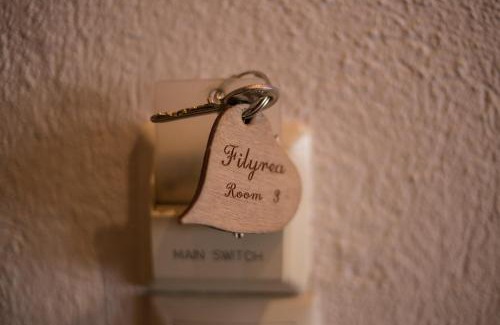 Filyrea
Room 3
MAIN SWITCH